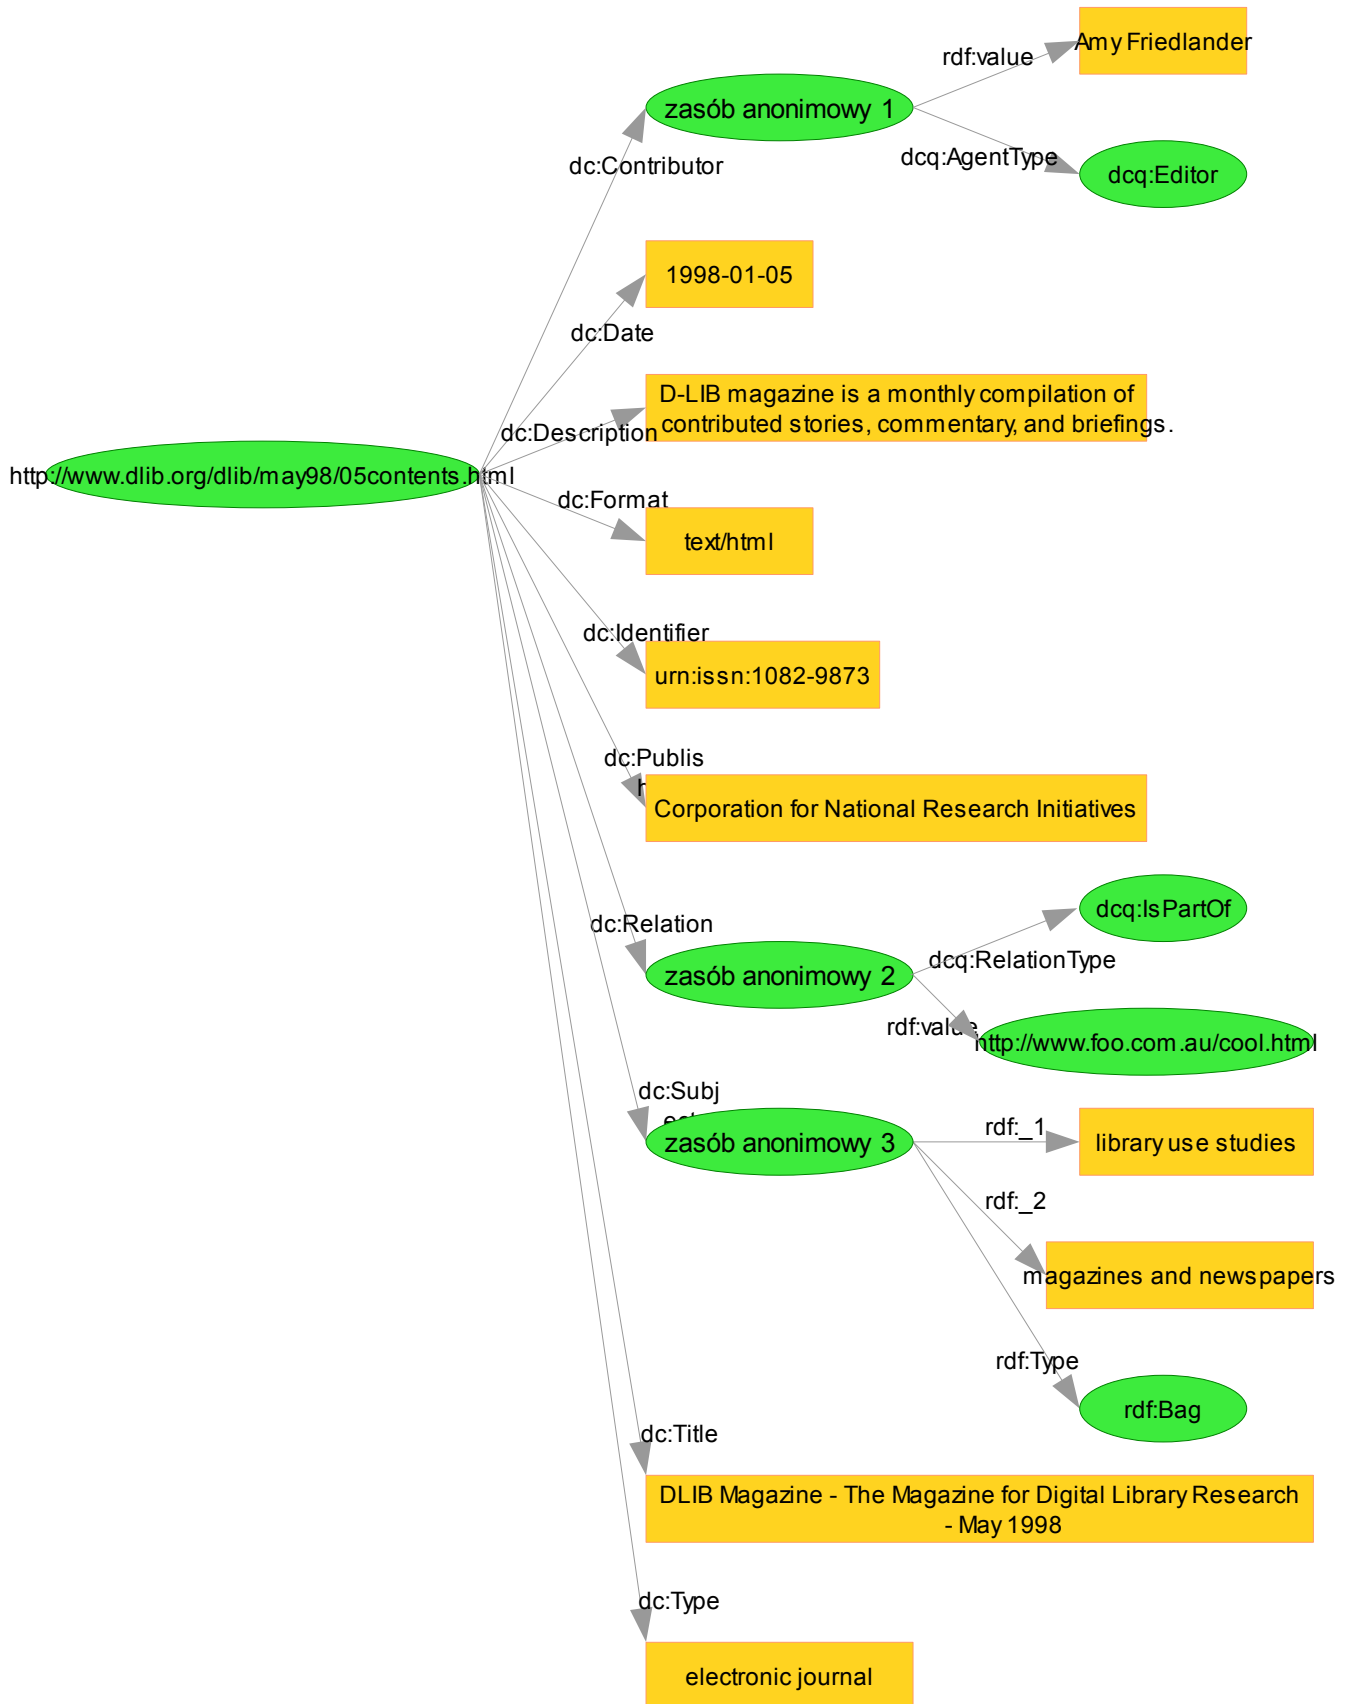 Amy Friedlander
rdf:value
zasób anonimowy 1
dcq:AgentType
dc:Contributor
dcq:Editor
1998-01-05
dc:Date
D-LIB magazine is a monthly compilation of
contributed stories, commentary, and briefings.
dc:Description
http://www.dlib.org/dlib/may98/05contents.html
dc:Format
text/html
dc:Identifier
urn:issn:1082-9873
dc:Publis
h
Corporation for National Research Initiatives
dcq:IsPartOf
dc:Relation
dcq:RelationType
zasób anonimowy 2
rdf:value
http://www.foo.com.au/cool.html
dc:Subj
ect
rdf:_1
zasób anonimowy 3
library use studies
rdf:_2
magazines and newspapers
rdf:Type
rdf:Bag
dc:Title
DLIB Magazine - The Magazine for Digital Library Research
- May 1998
dc:Type
electronic journal